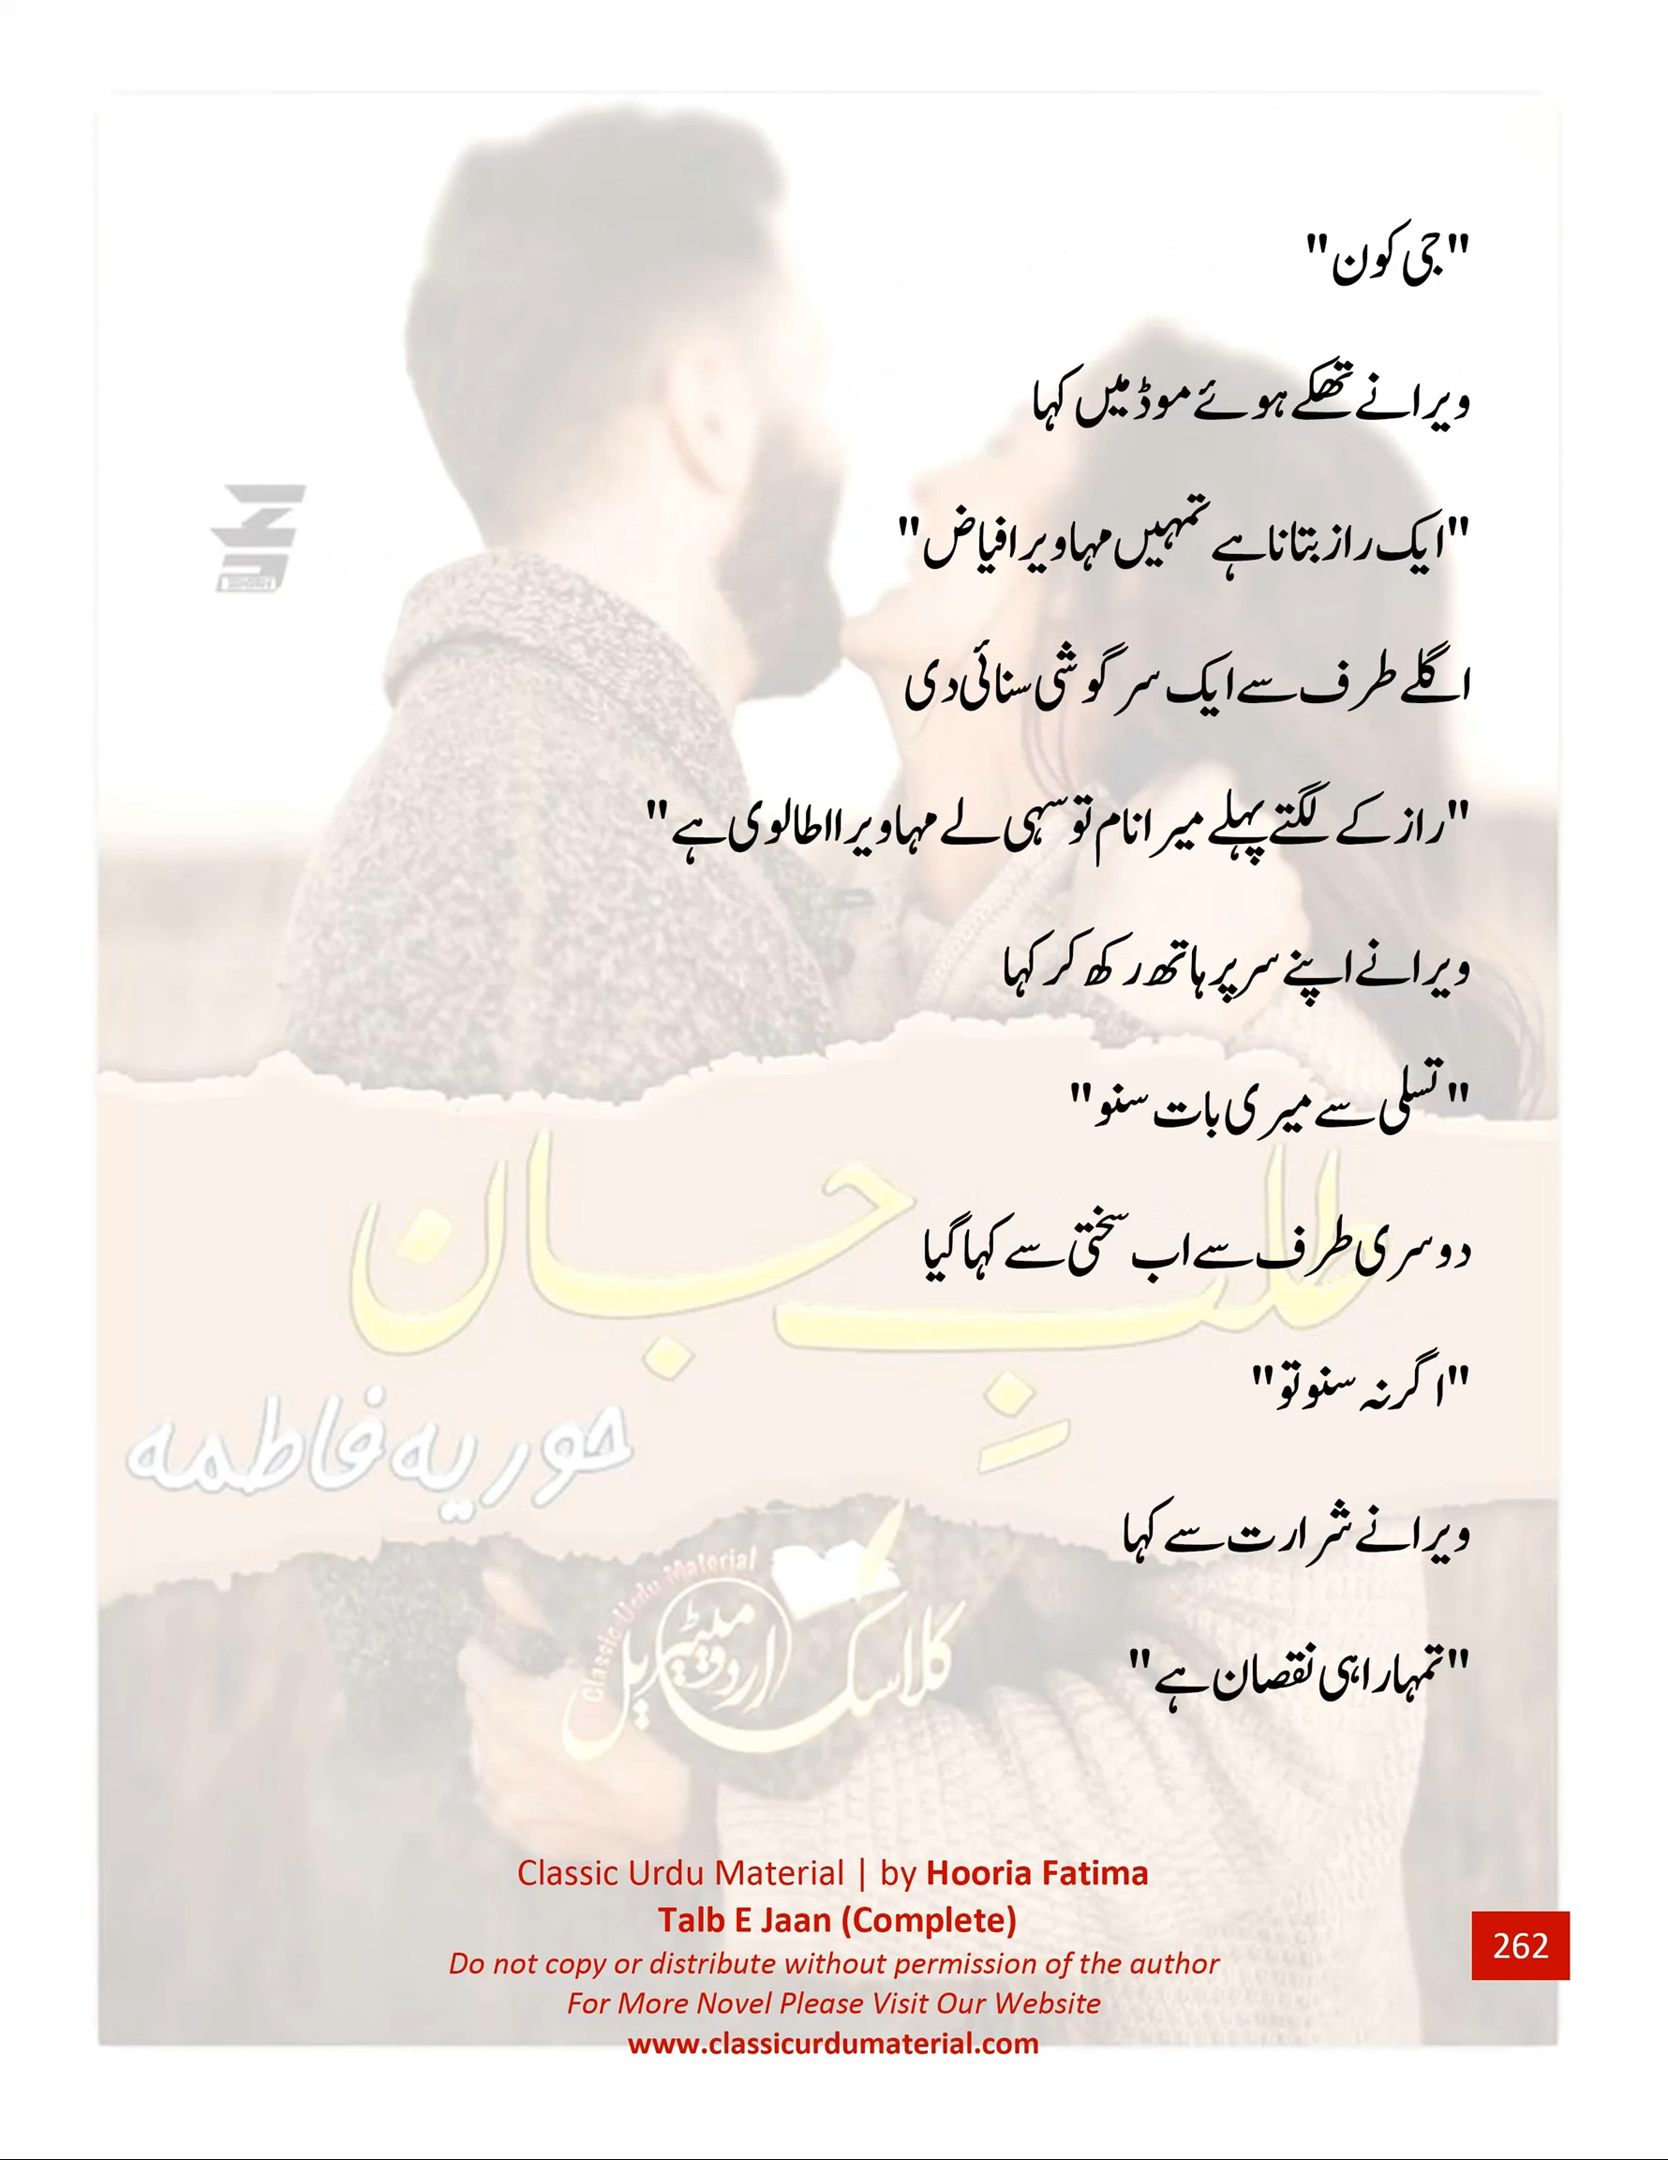 "جی کون"
ویرا نے تھکے ہوئے موڈ میں کہا
"ایک راز بتانا ہے تمہیں مہاویرا فیاض"
اگلے طرف سے ایک سرگوشی سنائی دی
"راز کے لگتے پہلے میرا نام تو سہی لے مہاویرا اطالوی ہے"
ویرا نے اپنے سر پر ہاتھ رکھ کر کہا
"تسلی سے میری بات سنو"
دوسری طرف سے اب سختی سے کہا گیا
"اگر نہ سنو تو"
ویرا نے شرارت سے کہا
"تمہارا ہی نقصان ہے"
طلبِ جان
حوریہ فاطمہ
Classic Urdu Material
کلاسک اردو میٹیریل
Classic Urdu Material | by Hooria Fatima
Talb E Jaan (Complete)
Do not copy or distribute without permission of the author
For More Novel Please Visit Our Website
www.classicurdumaterial.com
262